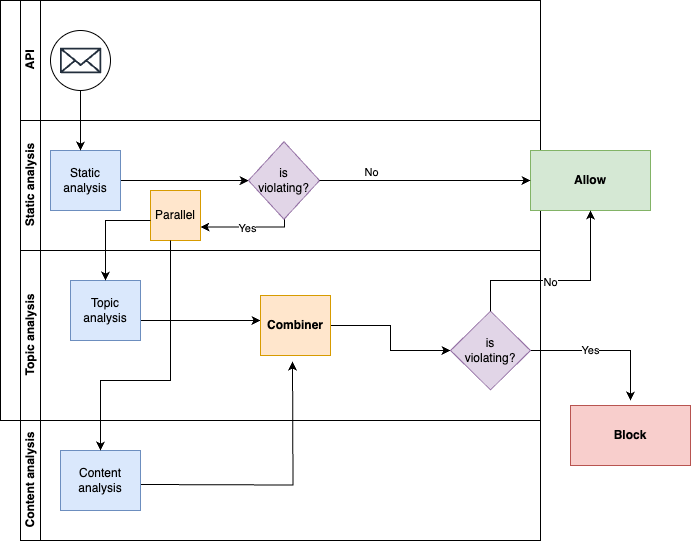 API
Static analysis
Static
analysis
is
violating?
No
Allow
Parallel
Yes
Topic analysis
Topic
analysis
Combiner
is
violating?
No
Yes
Block
Content analysis
Content
analysis